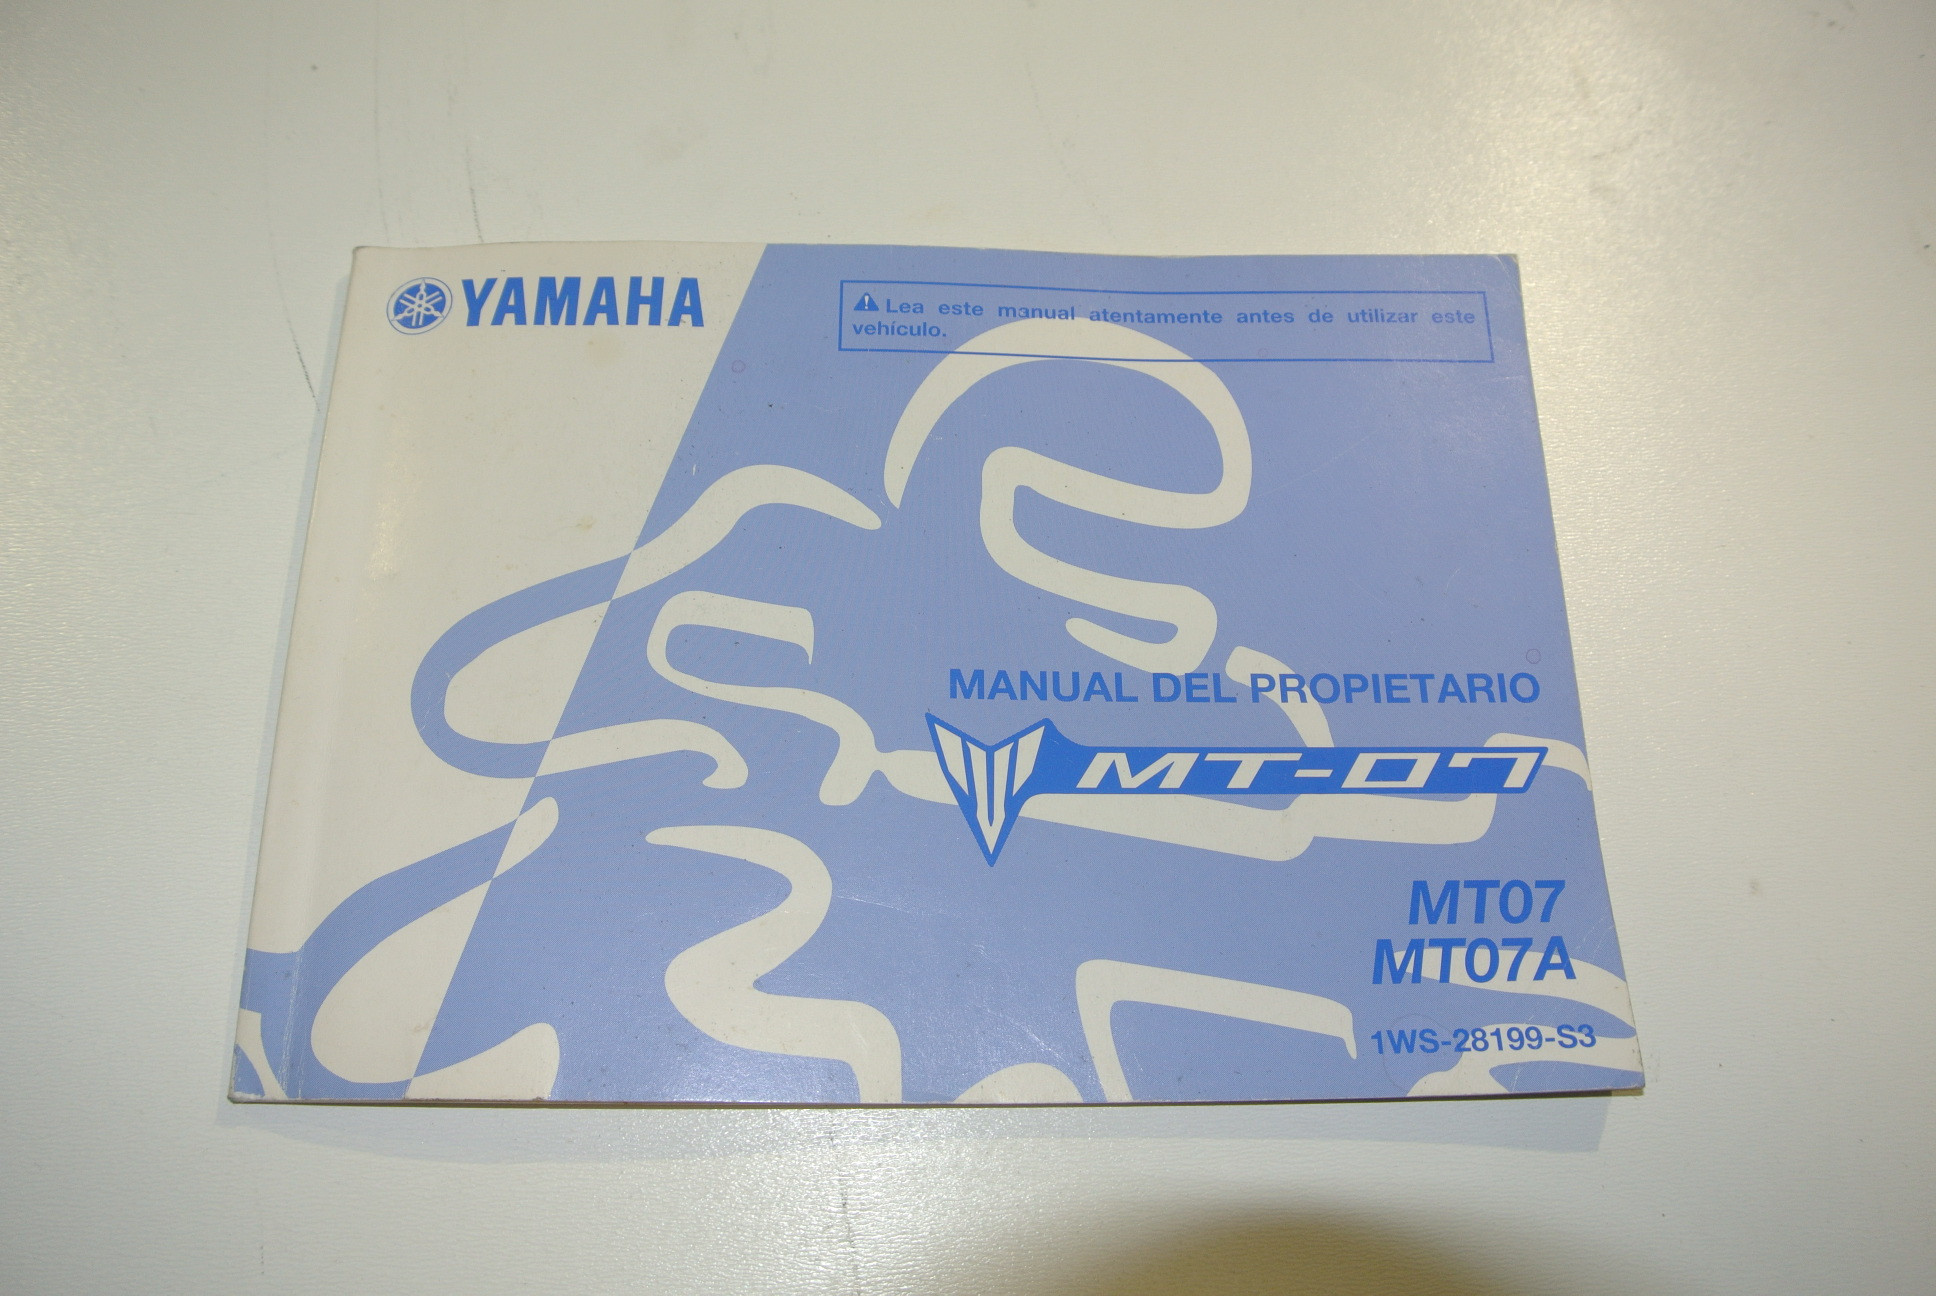 YAMAHA
Lea este manual atentamente antes de utilizar este
vehículo.
MANUAL DEL PROPIETARIO
MT-07
MT07
MT07A
1WS-28199-S3